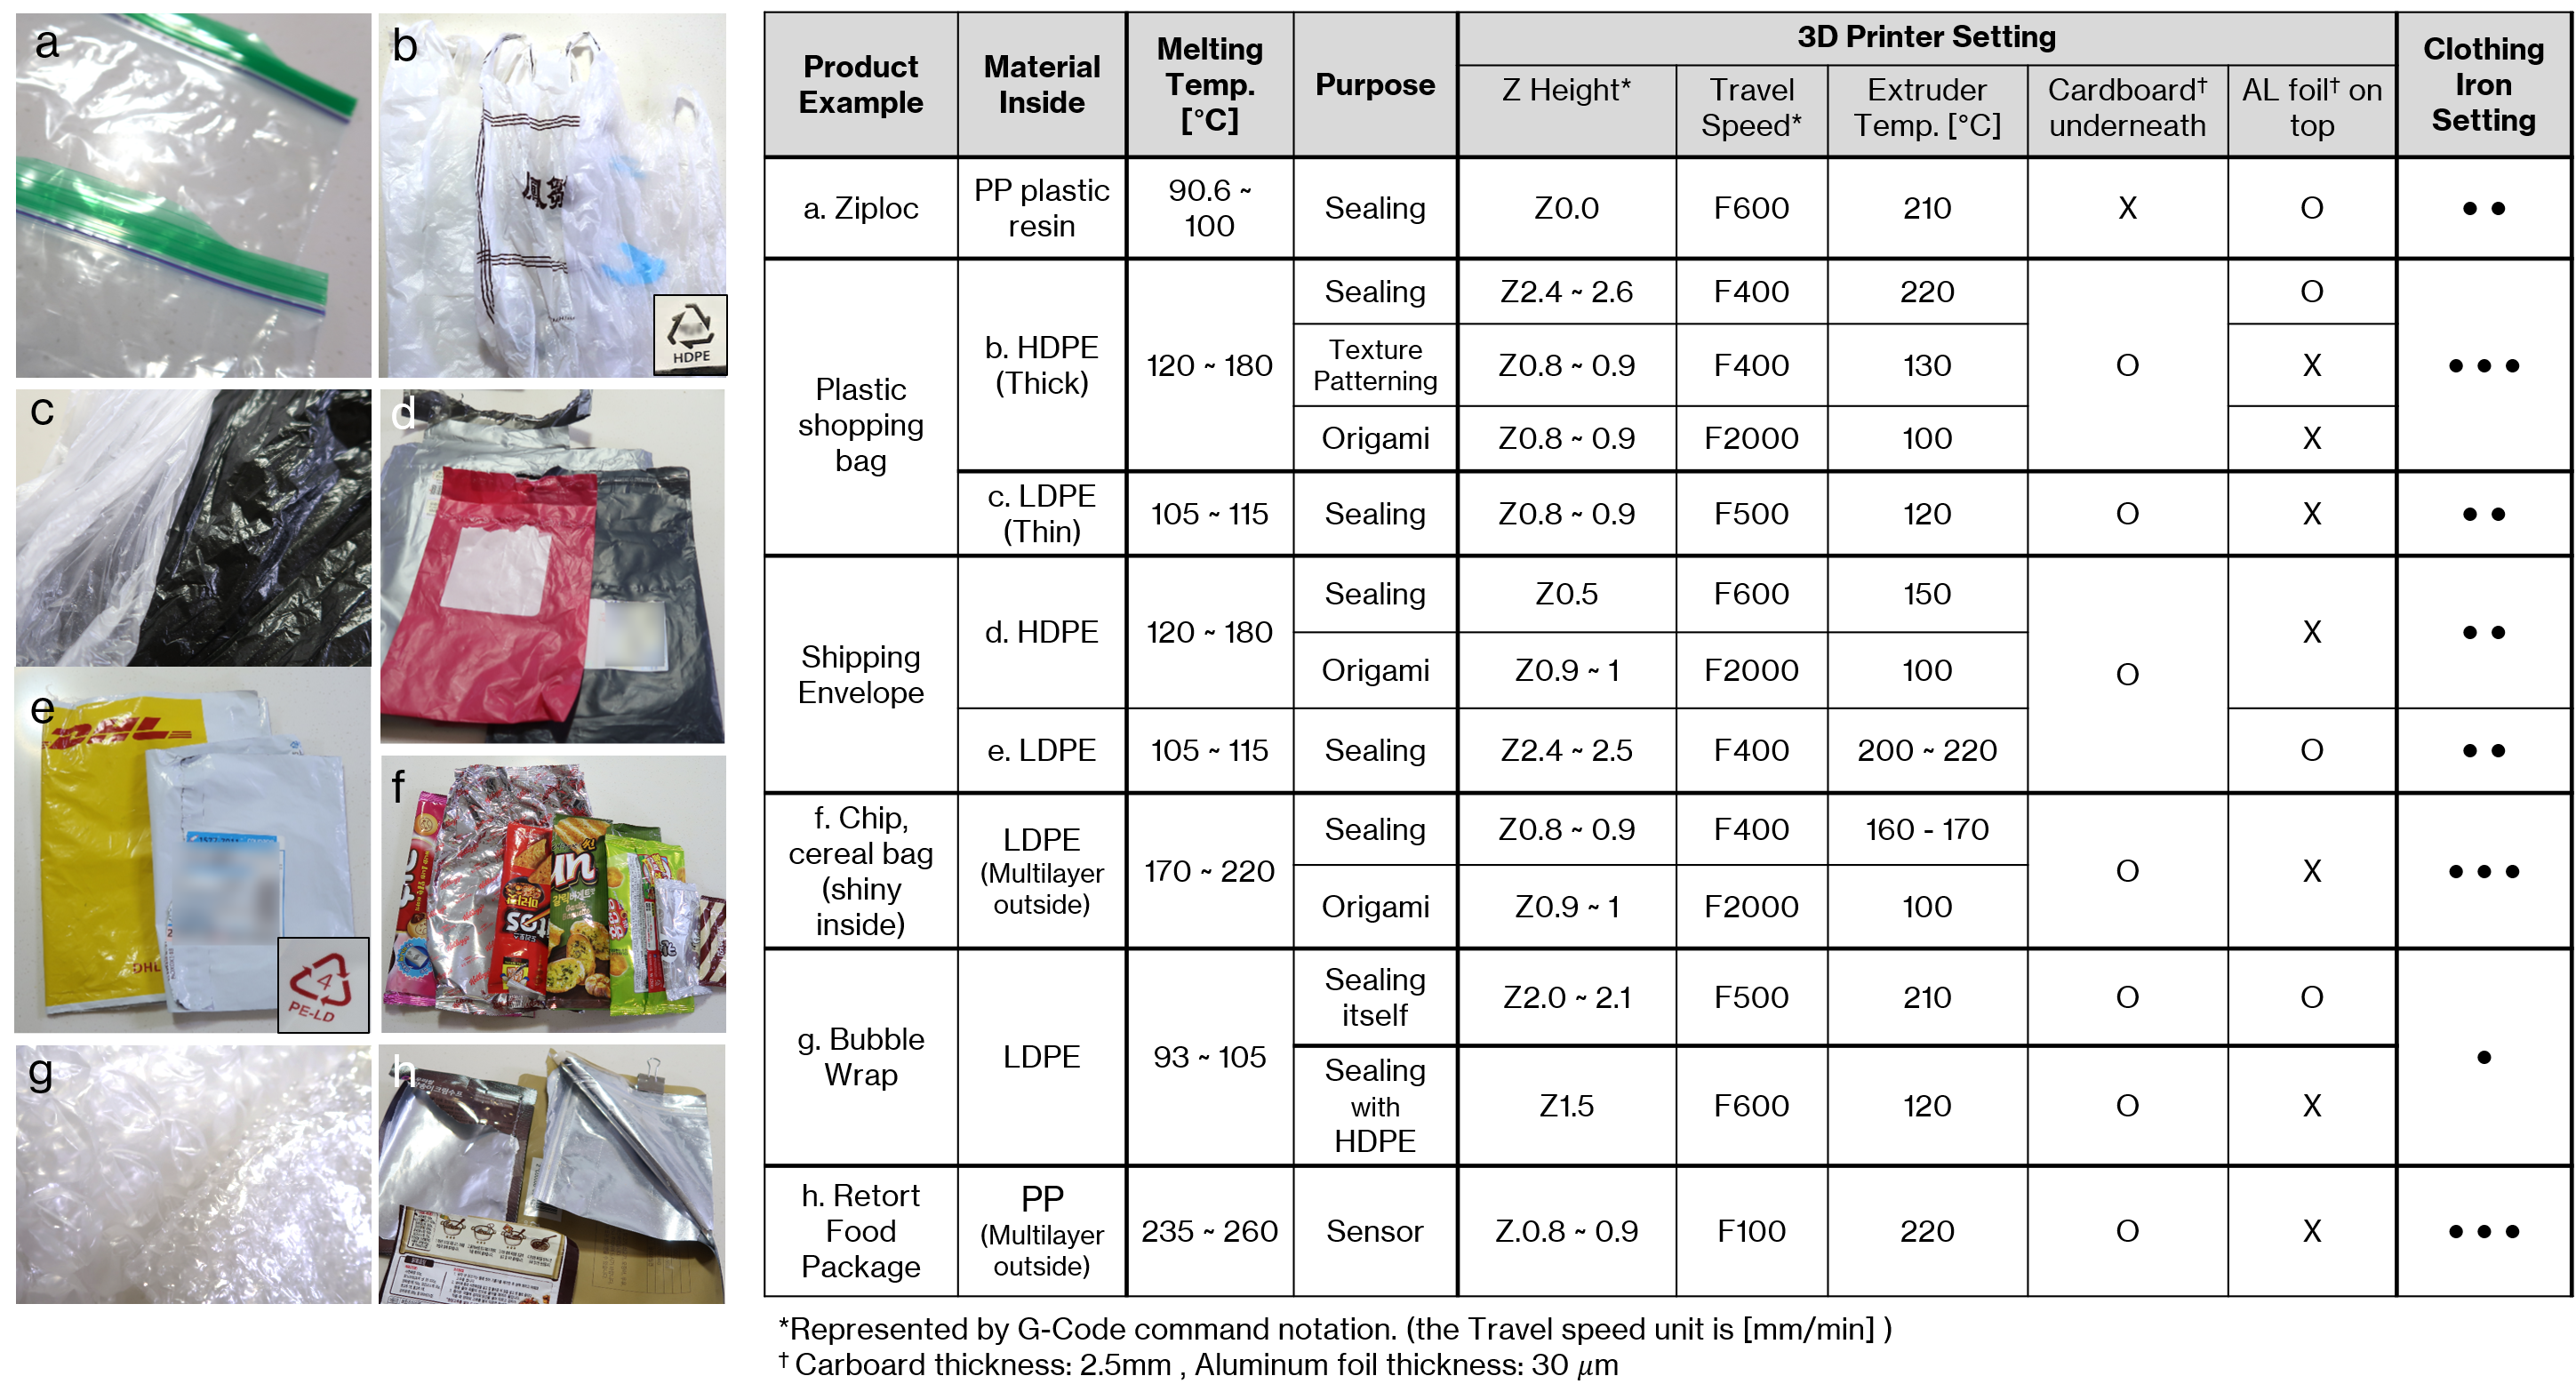 a
b
HDPE
c
d
e
DHL
4
PE-LD
f
g
h
Product Example
Material Inside
Melting Temp. [°C]
Purpose
3D Printer Setting
Clothing Iron Setting
Z Height*
Travel Speed*
Extruder Temp. [°C]
Cardboard† underneath
AL foil† on top
a. Ziploc
PP plastic resin
90.6 ~ 100
Sealing
Z0.0
F600
210
X
O
● ●
Plastic shopping bag
b. HDPE (Thick)
120 ~ 180
Sealing
Z2.4 ~ 2.6
F400
220
O
O
● ● ●
Texture Patterning
Z0.8 ~ 0.9
F400
130
X
Origami
Z0.8 ~ 0.9
F2000
100
X
c. LDPE (Thin)
105 ~ 115
Sealing
Z0.8 ~ 0.9
F500
120
O
X
● ●
Shipping Envelope
d. HDPE
120 ~ 180
Sealing
Z0.5
F600
150
O
X
● ●
Origami
Z0.9 ~ 1
F2000
100
e. LDPE
105 ~ 115
Sealing
Z2.4 ~ 2.5
F400
200 ~ 220
O
● ●
f. Chip, cereal bag (shiny inside)
LDPE (Multilayer outside)
170 ~ 220
Sealing
Z0.8 ~ 0.9
F400
160 - 170
O
X
● ● ●
Origami
Z0.9 ~ 1
F2000
100
g. Bubble Wrap
LDPE
93 ~ 105
Sealing itself
Z2.0 ~ 2.1
F500
210
O
O
●
Sealing with HDPE
Z1.5
F600
120
O
X
h. Retort Food Package
PP (Multilayer outside)
235 ~ 260
Sensor
Z.0.8 ~ 0.9
F100
220
O
X
● ● ●
*Represented by G-Code command notation. (the Travel speed unit is [mm/min] )
† Carboard thickness: 2.5mm , Aluminum foil thickness: 30 μm